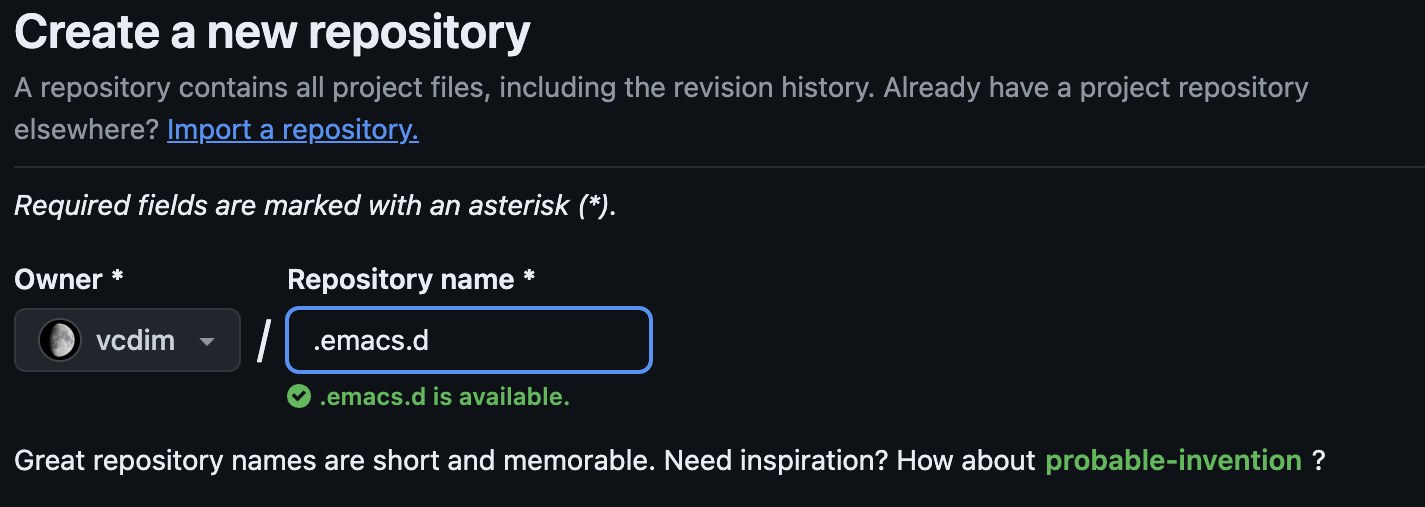 Create a new repository
A repository contains all project files, including the revision history. Already have a project repository
elsewhere? Import a repository.
Required fields are marked with an asterisk (*).
Owner * Repository name *
vcdim / .emacs.d
.emacs.d is available.
Great repository names are short and memorable. Need inspiration? How about probable-invention ?